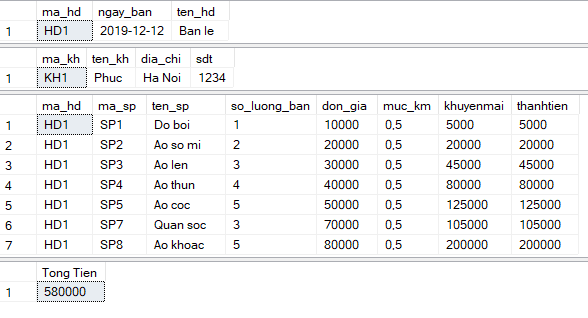 ma_hd ngay_ban ten_hd
1 HD1 2019-12-12 Ban le
ma_kh ten_kh dia_chi sdt
1 KH1 Phuc Ha Noi 1234
ma_hd ma_sp ten_sp so_luong_ban don_gia muc_km khuyenmai thanhtien
1 HD1 SP1 Do boi 1 10000 0,5 5000 5000
2 HD1 SP2 Ao so mi 2 20000 0,5 20000 20000
3 HD1 SP3 Ao len 3 30000 0,5 45000 45000
4 HD1 SP4 Ao thun 4 40000 0,5 80000 80000
5 HD1 SP5 Ao coc 5 50000 0,5 125000 125000
6 HD1 SP7 Quan soc 3 70000 0,5 105000 105000
7 HD1 SP8 Ao khoac 5 80000 0,5 200000 200000
Tong Tien
1 580000